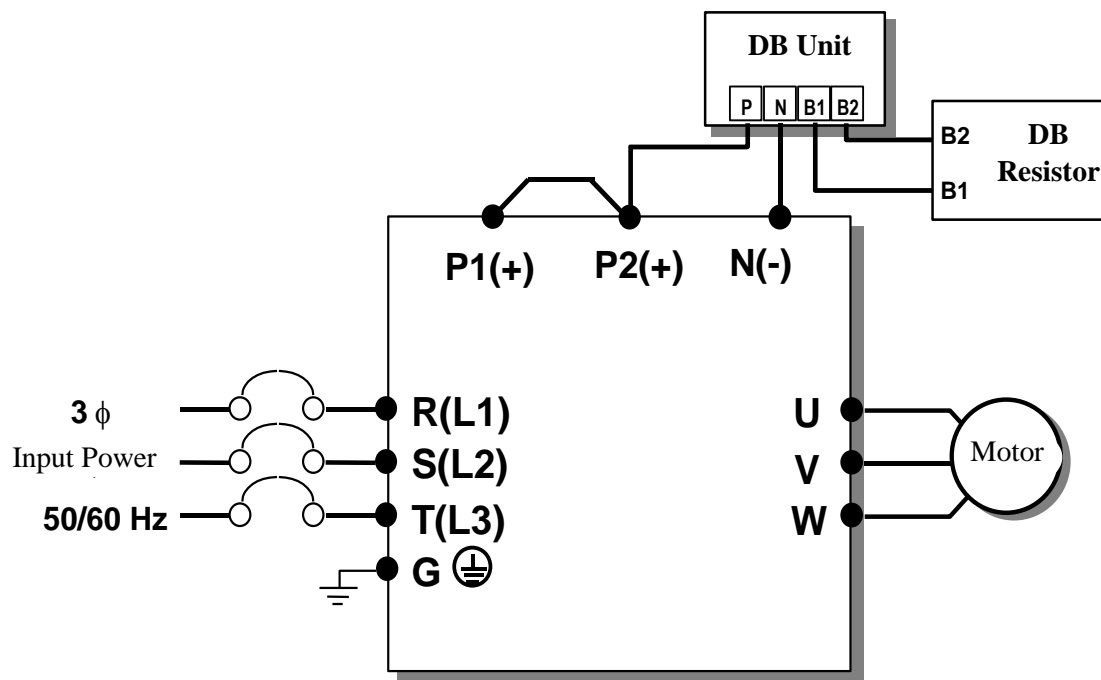 DB Unit
P N B1 B2
B2
DB
Resistor
B1
P1(+) P2(+) N(-)
3 ϕ
Input Power
50/60 Hz
R(L1)
S(L2)
T(L3)
G
U
V
W
Motor